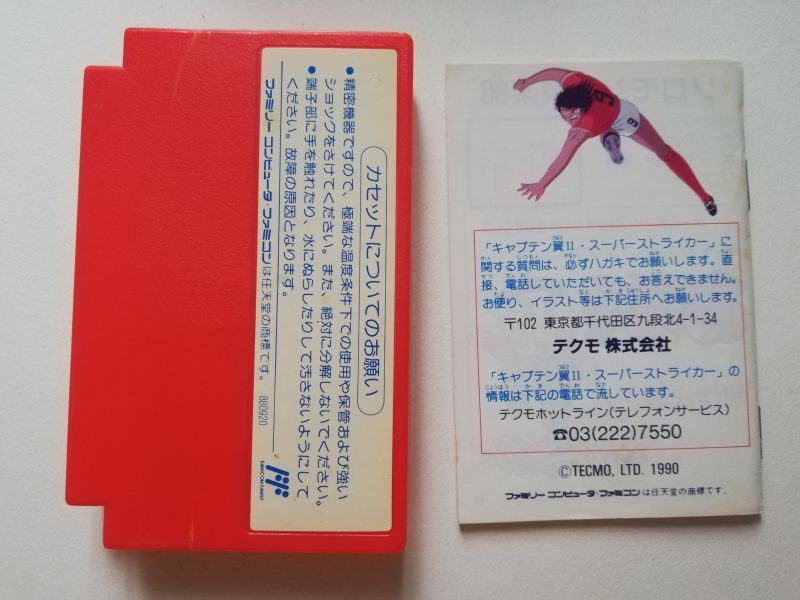 カセットについてのお願い
●精密機器ですので、極端な温度条件下での使用や保管および強い
ショックをさけてください。また、絶対に分解しないでください。
●端子部に手を触れたり、水にぬらしたりして汚さないようにして
ください。故障の原因となります。
ファミリーコンピュータ・ファミコンは任天堂の商標です。 880920
FAMICOM FAMILY
9
9
「キャプテン翼II・スーパーストライカー」に
関する質問は、必ずハガキでお願いします。直
接、電話していただいても、お答えできません。
お便り、イラスト等は下記住所へお願いします。
〒102 東京都千代田区九段北4-1-34
テクモ 株式会社
「キャプテン翼II・スーパーストライカー」の
情報は下記の電話で流しています。
テクモホットライン(テレフォンサービス)
☎03(222)7550
©TECMO, LTD. 1990
ファミリーコンピュータ・ファミコンは任天堂の商標です。